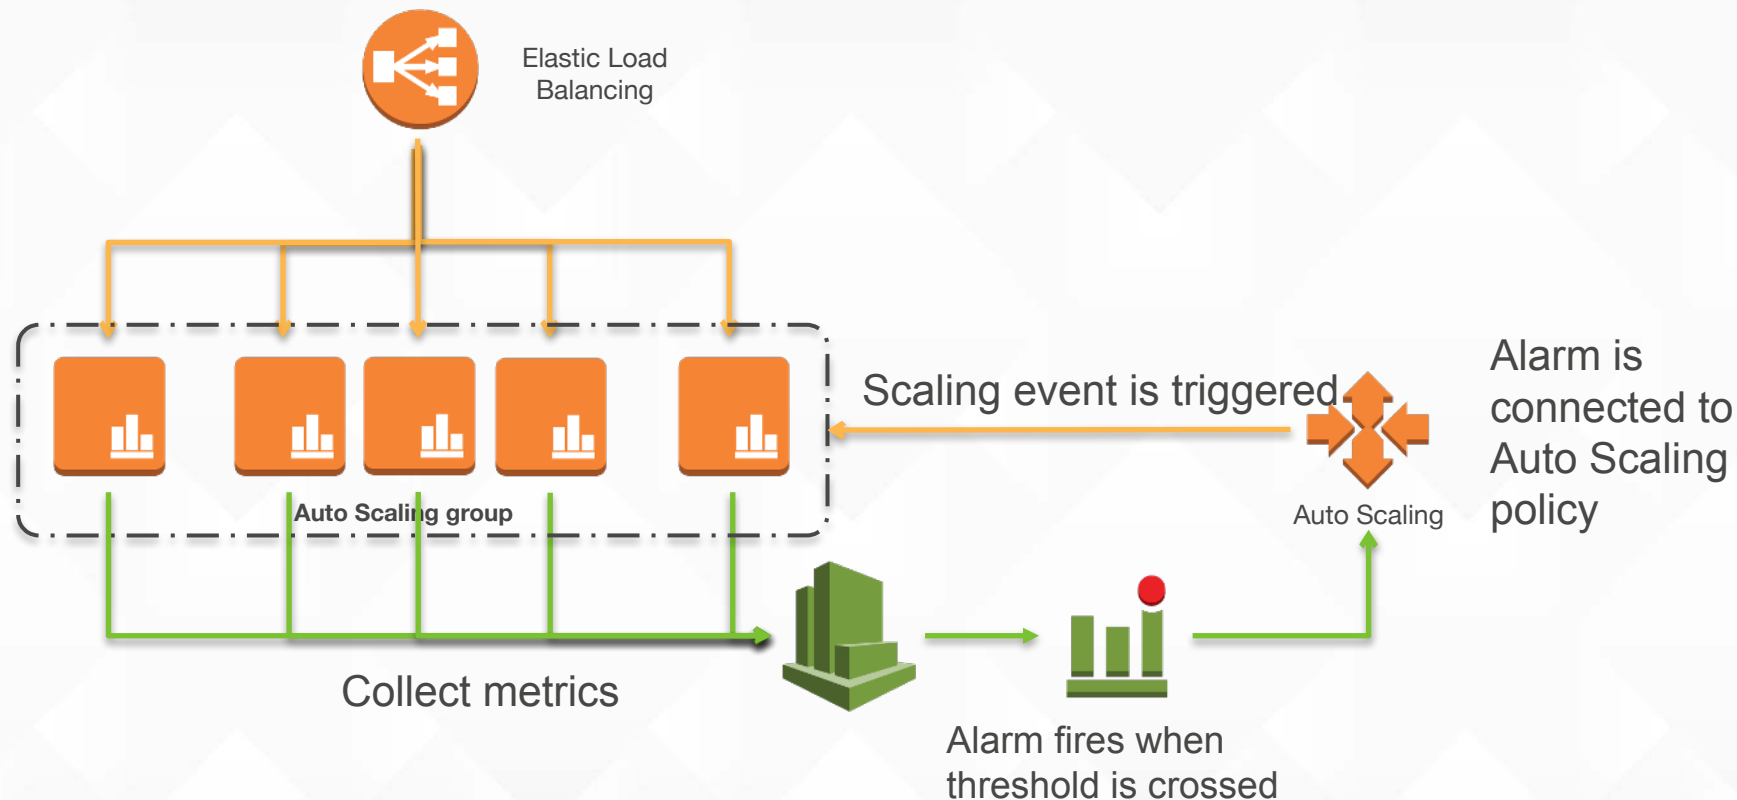 Elastic Load
Balancing
Scaling event is triggered
Alarm is
connected to
Auto Scaling
policy
Auto Scaling group
Auto Scaling
Collect metrics
Alarm fires when
threshold is crossed